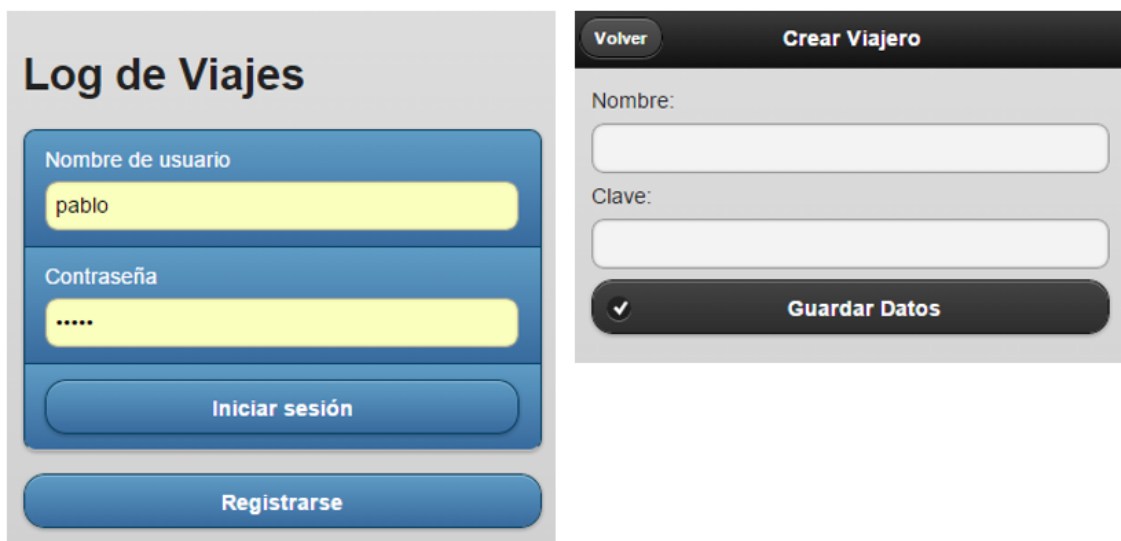 Log de Viajes
Nombre de usuario
pablo
Contraseña
•••••
Iniciar sesión
Registrarse
Volver
Crear Viajero
Nombre:
Clave:
Guardar Datos